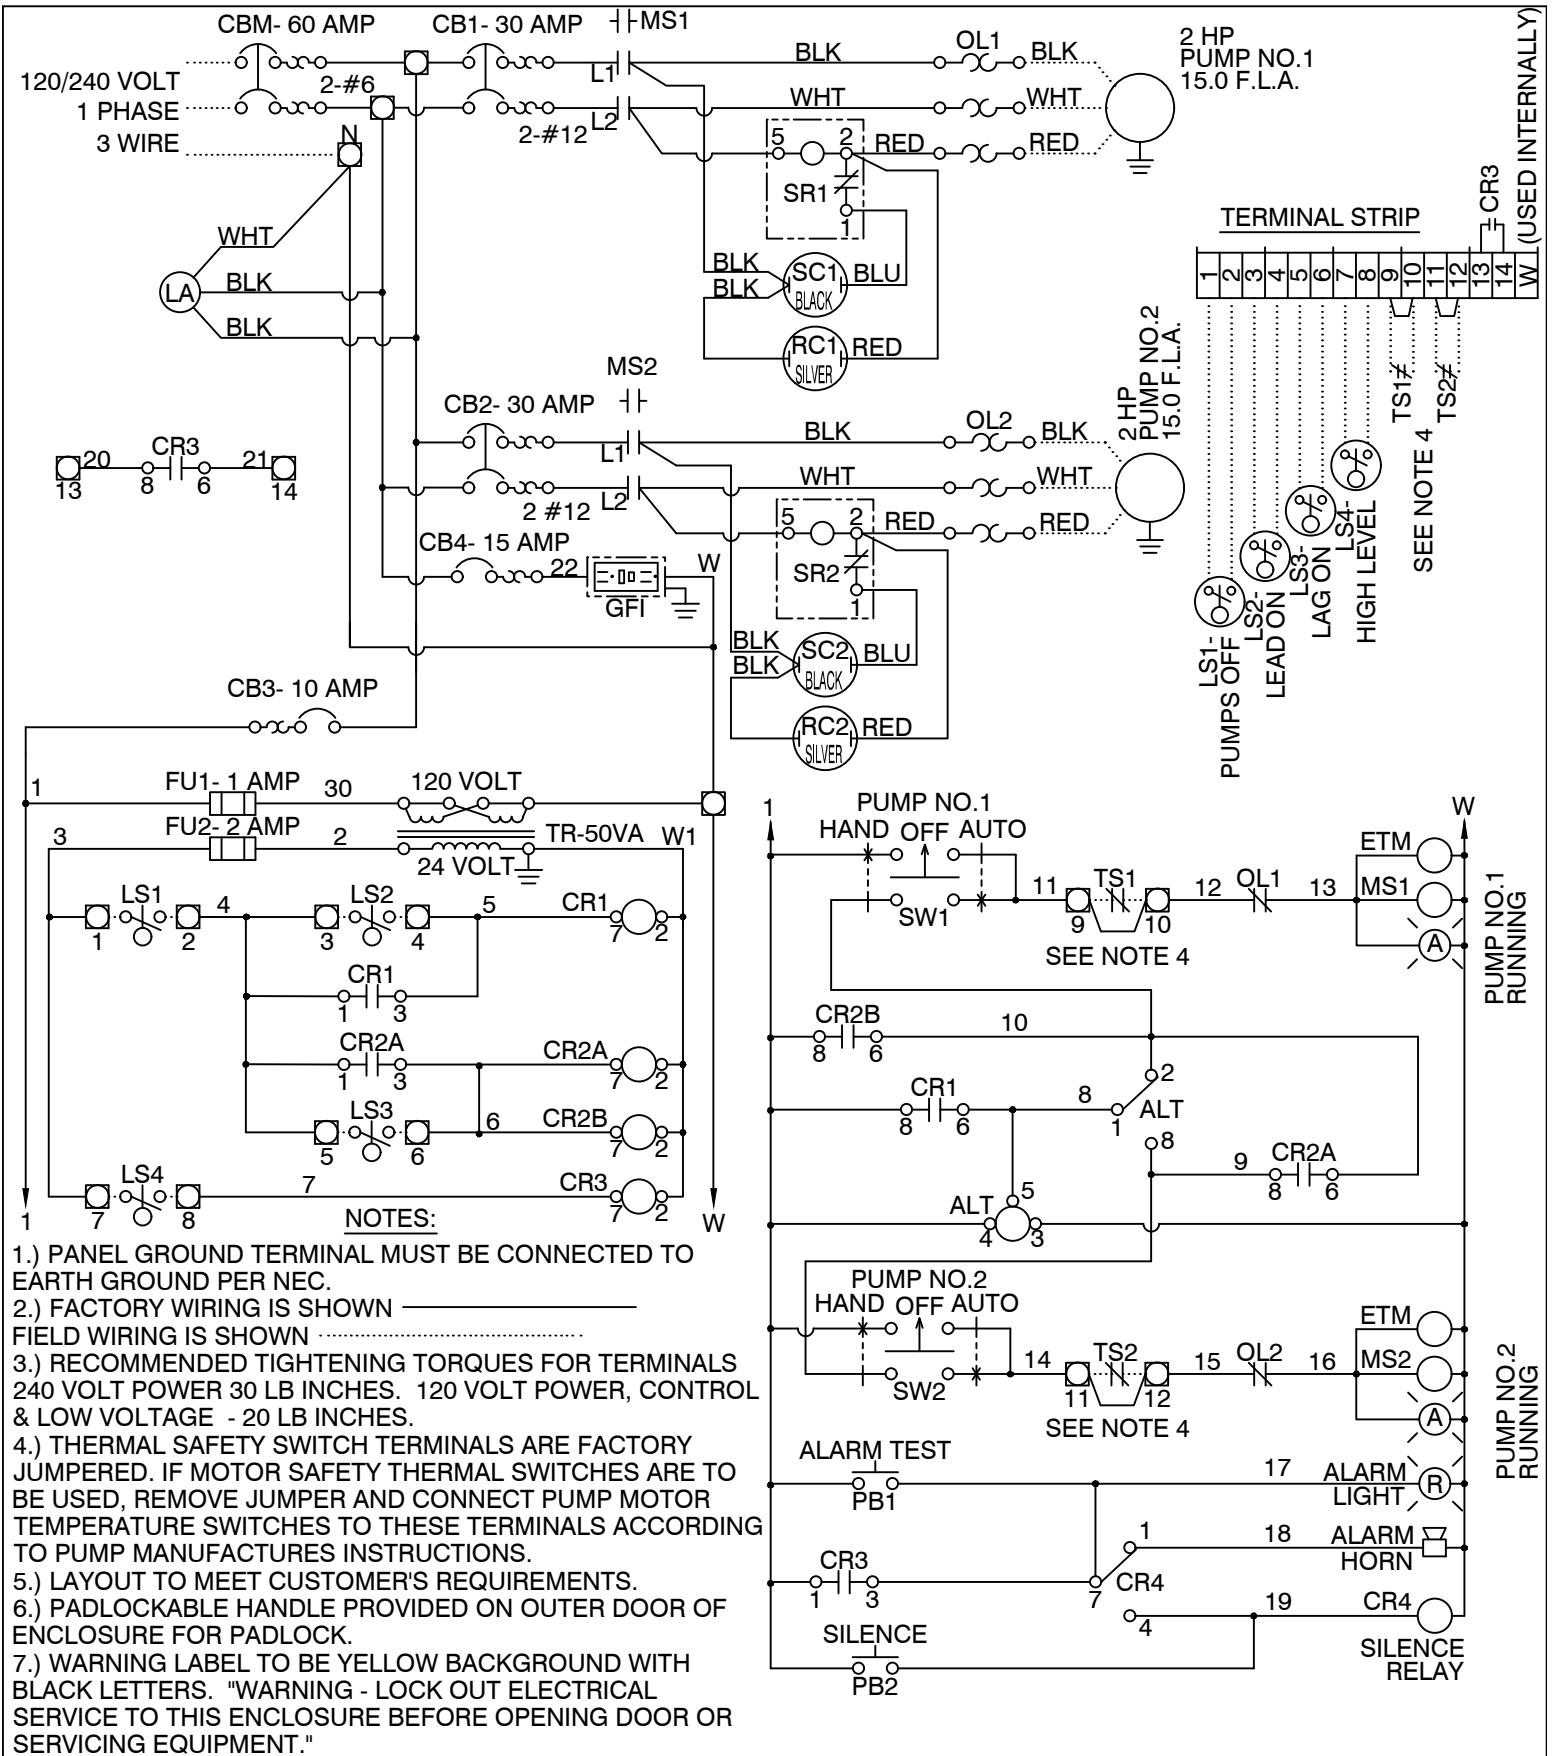 CBM- 60 AMP
CB1- 30 AMP
MS1
120/240 VOLT
1 PHASE
3 WIRE
2-#6
N
2-#12
L1
L2
BLK
WHT
OL1
BLK
WHT
RED
RED
2 HP
PUMP NO.1
15.0 F.L.A.
5
2
SR1
1
BLK
BLK
SC1
BLACK
BLU
RC1
SILVER
RED
WHT
LA
BLK
BLK
TERMINAL STRIP
CR3
(USED INTERNALLY)
1 2 3 4 5 6 7 8 9 10 11 12 13 14 W
TS1
TS2
SEE NOTE 4
LS1-
PUMPS OFF
LS2-
LEAD ON
LS3-
LAG ON
LS4-
HIGH LEVEL
MS2
CB2- 30 AMP
L1
L2
2 #12
BLK
WHT
OL2
BLK
WHT
RED
RED
2 HP
PUMP NO.2
15.0 F.L.A.
5
2
SR2
1
BLK
BLK
SC2
BLACK
BLU
RC2
SILVER
RED
20
CR3
21
13
8
6
14
CB4- 15 AMP
22
GFI
W
CB3- 10 AMP
1
FU1- 1 AMP
30
120 VOLT
3
FU2- 2 AMP
2
TR-50VA
W1
24 VOLT
LS1
4
LS2
5
CR1
1
2
3
4
7
2
CR1
1
3
CR2A
1
3
CR2A
7
2
LS3
5
6
6
CR2B
7
2
LS4
7
8
7
CR3
7
2
1
W
NOTES:
1.) PANEL GROUND TERMINAL MUST BE CONNECTED TO
EARTH GROUND PER NEC.
2.) FACTORY WIRING IS SHOWN
FIELD WIRING IS SHOWN
3.) RECOMMENDED TIGHTENING TORQUES FOR TERMINALS
240 VOLT POWER 30 LB INCHES. 120 VOLT POWER, CONTROL
& LOW VOLTAGE - 20 LB INCHES.
4.) THERMAL SAFETY SWITCH TERMINALS ARE FACTORY
JUMPERED. IF MOTOR SAFETY THERMAL SWITCHES ARE TO
BE USED, REMOVE JUMPER AND CONNECT PUMP MOTOR
TEMPERATURE SWITCHES TO THESE TERMINALS ACCORDING
TO PUMP MANUFACTURES INSTRUCTIONS.
5.) LAYOUT TO MEET CUSTOMER'S REQUIREMENTS.
6.) PADLOCKABLE HANDLE PROVIDED ON OUTER DOOR OF
ENCLOSURE FOR PADLOCK.
7.) WARNING LABEL TO BE YELLOW BACKGROUND WITH
BLACK LETTERS. "WARNING - LOCK OUT ELECTRICAL
SERVICE TO THIS ENCLOSURE BEFORE OPENING DOOR OR
SERVICING EQUIPMENT."
1
PUMP NO.1
HAND OFF AUTO
W
SW1
11
TS1
9
10
SEE NOTE 4
12
OL1
13
ETM
MS1
A
PUMP NO.1
RUNNING
CR2B
8
6
10
CR1
8
6
8
2
1
ALT
8
9
CR2A
8
6
ALT
5
4
3
PUMP NO.2
HAND OFF AUTO
SW2
14
TS2
11
12
SEE NOTE 4
15
OL2
16
ETM
MS2
A
PUMP NO.2
RUNNING
ALARM TEST
PB1
17
ALARM
LIGHT
R
CR3
1
3
1
7
CR4
4
18
ALARM
HORN
19
CR4
SILENCE
RELAY
SILENCE
PB2